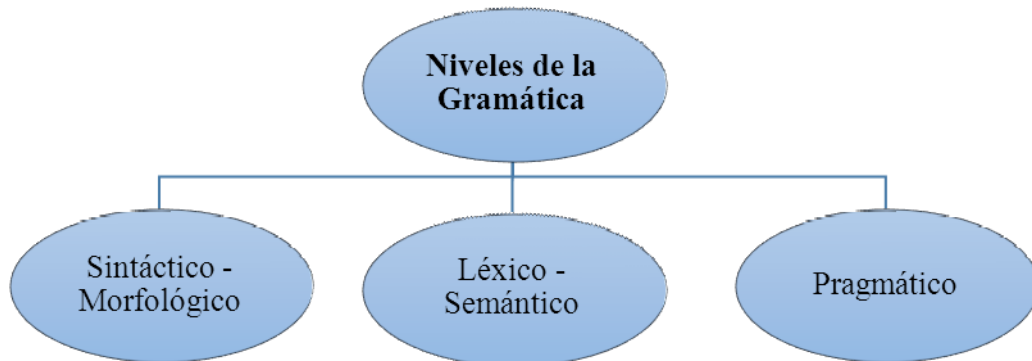 Niveles de la
Gramática
Sintáctico -
Morfológico
Léxico -
Semántico
Pragmático